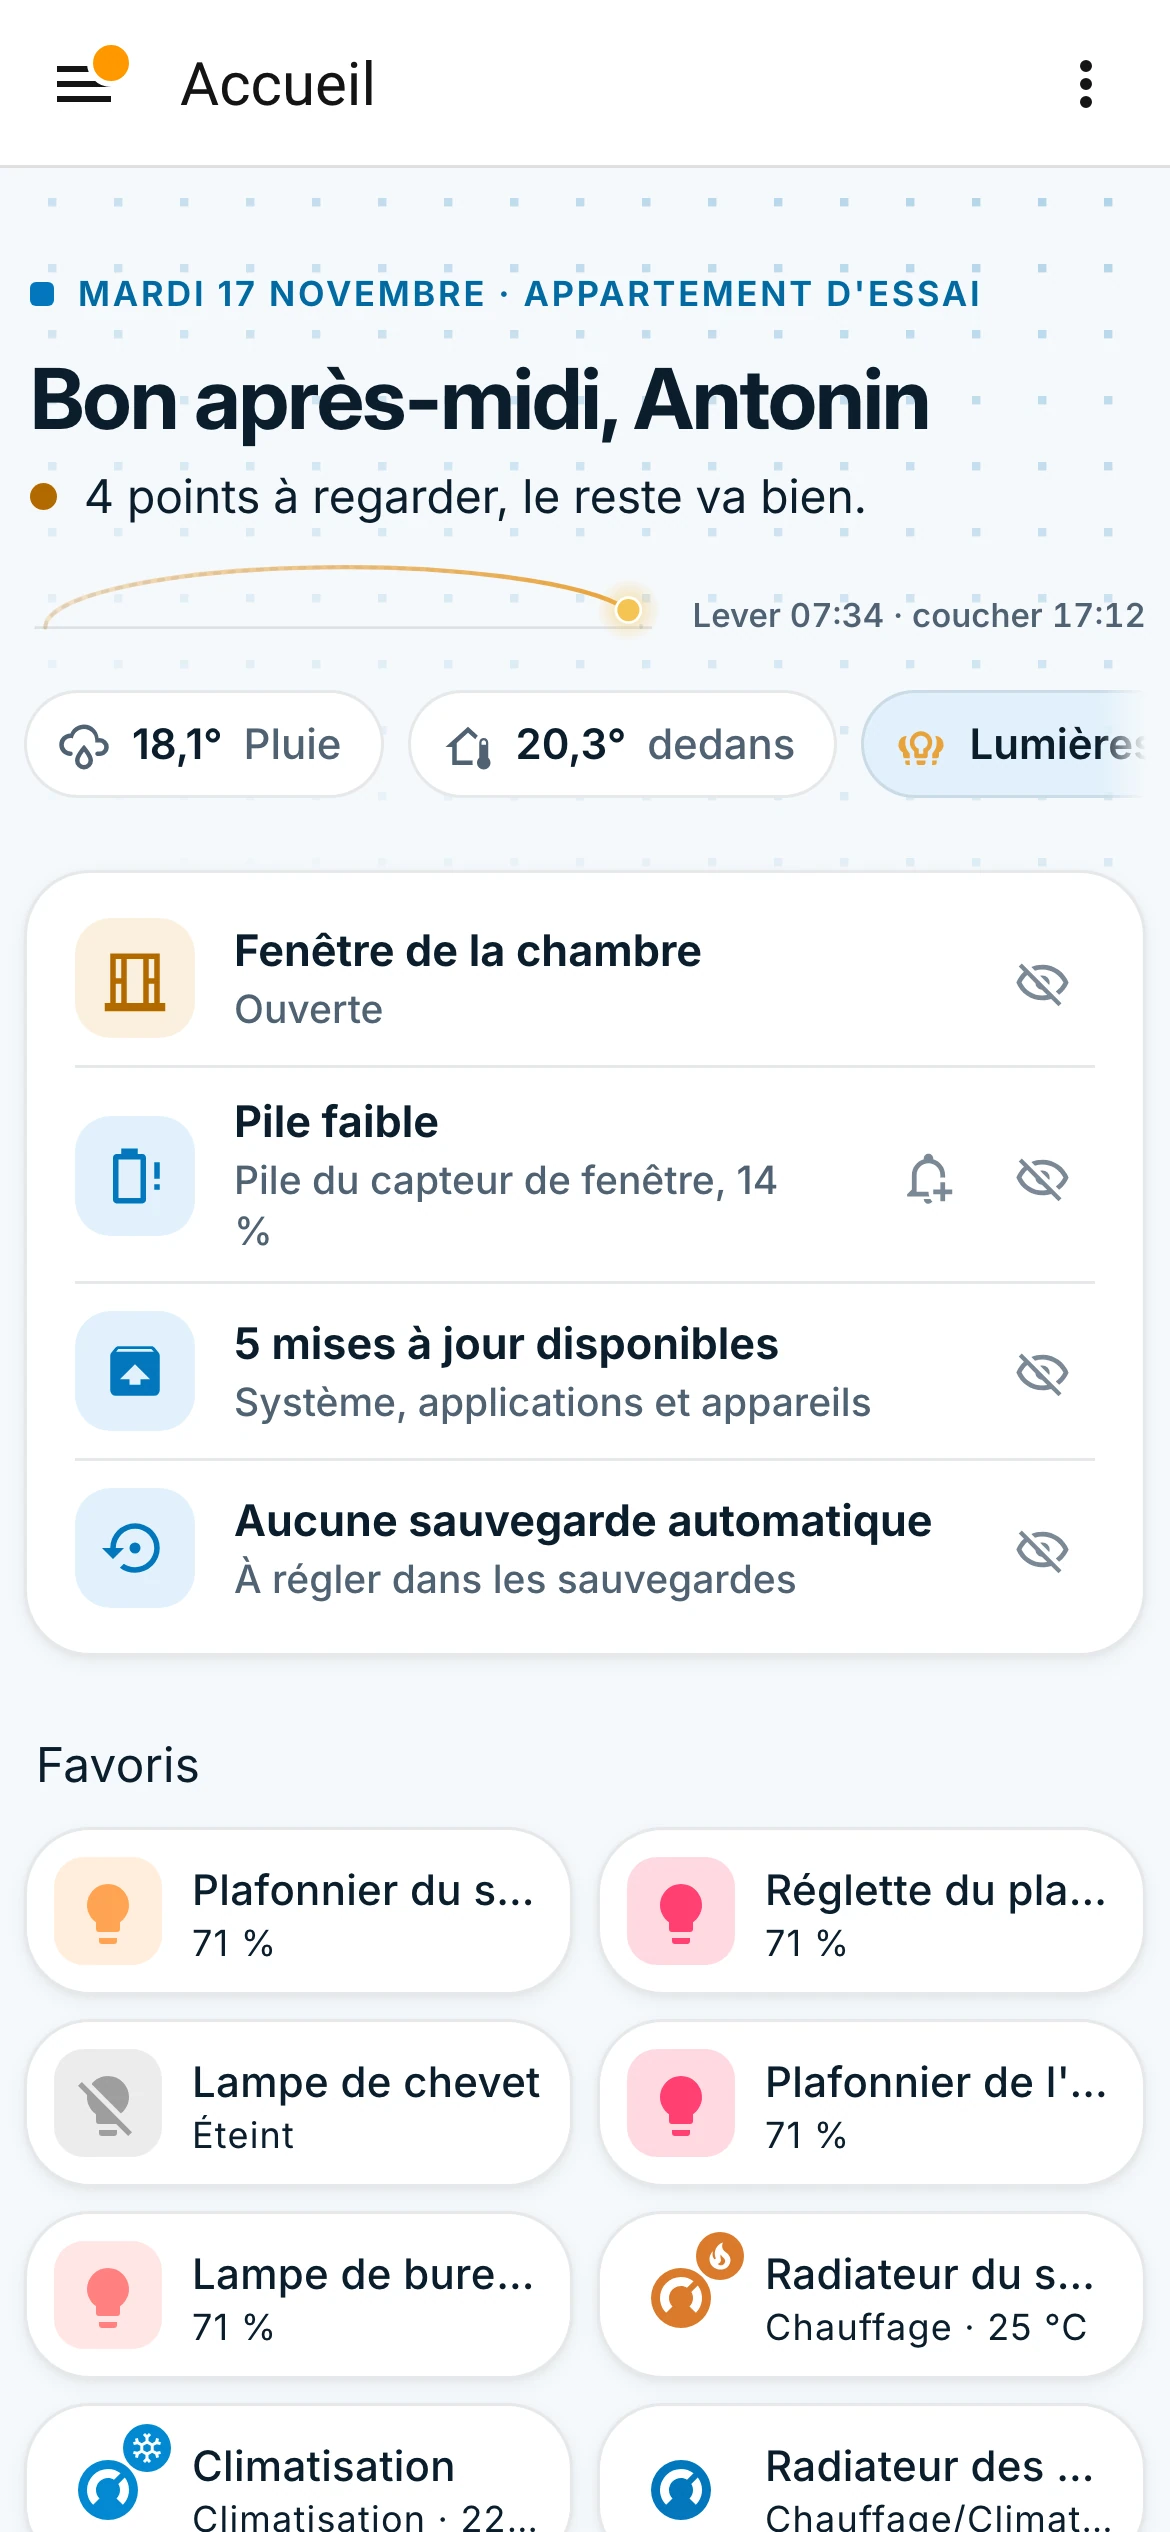 Accueil
MARDI 17 NOVEMBRE · APPARTEMENT D'ESSAI
Bon après-midi, Antonin
4 points à regarder, le reste va bien.
Lever 07:34 · coucher 17:12
18,1° Pluie
20,3° dedans
Lumières
Fenêtre de la chambre
Ouverte
Pile faible
Pile du capteur de fenêtre, 14
%
5 mises à jour disponibles
Système, applications et appareils
Aucune sauvegarde automatique
À régler dans les sauvegardes
Favoris
Plafonnier du s...
71 %
Réglette du pla...
71 %
Lampe de chevet
Éteint
Plafonnier de l'...
71 %
Lampe de bure...
71 %
Radiateur du s...
Chauffage · 25 °C
Climatisation
Climatisation · 22...
Radiateur des ...
Chauffage/Climat...